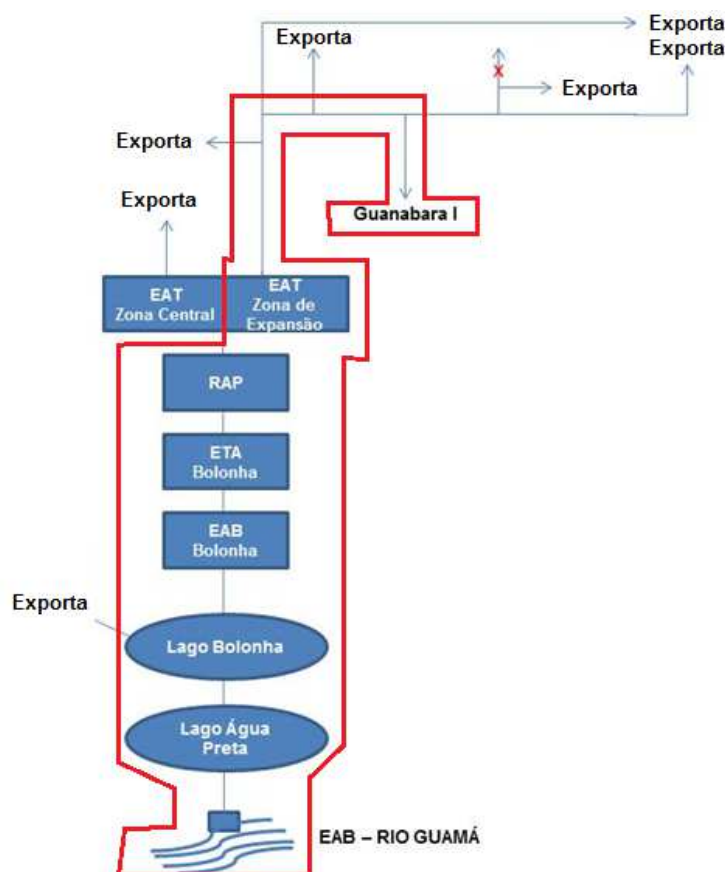 Exporta
Exporta
Exporta
Exporta
Exporta
Exporta
Guanabara I
EAT
Zona Central
EAT
Zona de
Expansão
RAP
ETA
Bolonha
EAB
Bolonha
Exporta
Lago Bolonha
Lago Água
Preta
EAB – RIO GUAMÁ